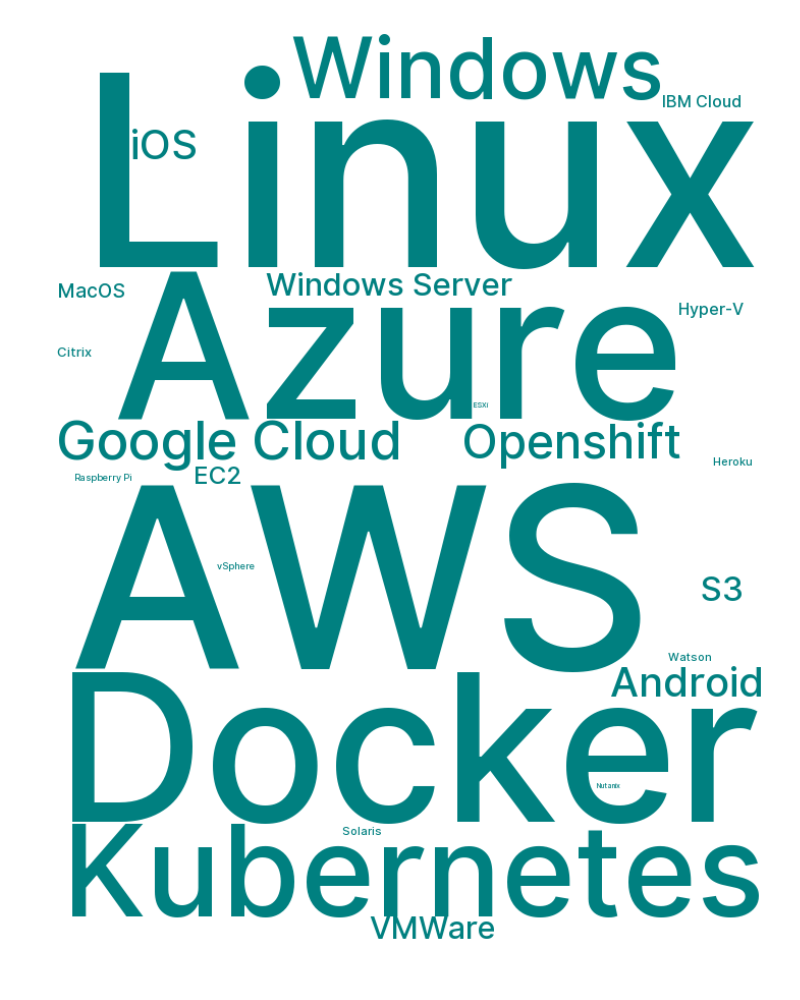 Windows
IBM Cloud
Linux
iOS
Windows Server
MacOS
Hyper-V
Azure
Citrix
ESXi
Google Cloud
Openshift
Heroku
EC2
Raspberry Pi
AWS
vSphere
S3
Watson
Android
Docker
Nutanix
Solaris
Kubernetes
VMWare